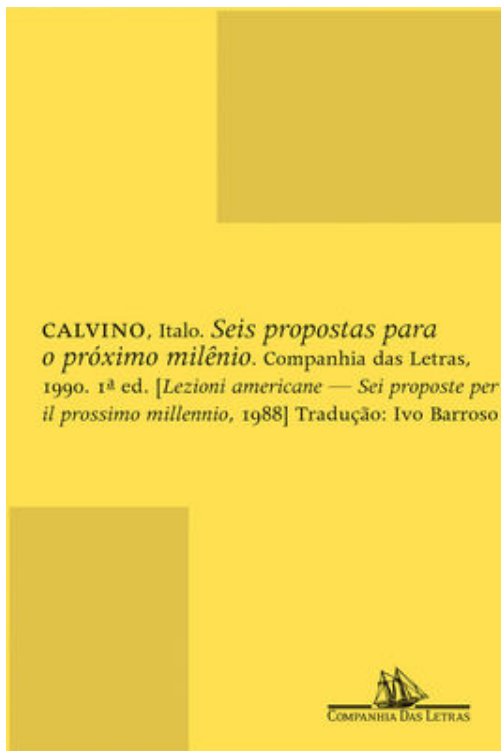 CALVINO, Italo. Seis propostas para
o próximo milênio. Companhia das Letras,
1990. 1ª ed. [Lezioni americane — Sei proposte per
il prossimo millennio, 1988] Tradução: Ivo Barroso
COMPANHIA DAS LETRAS